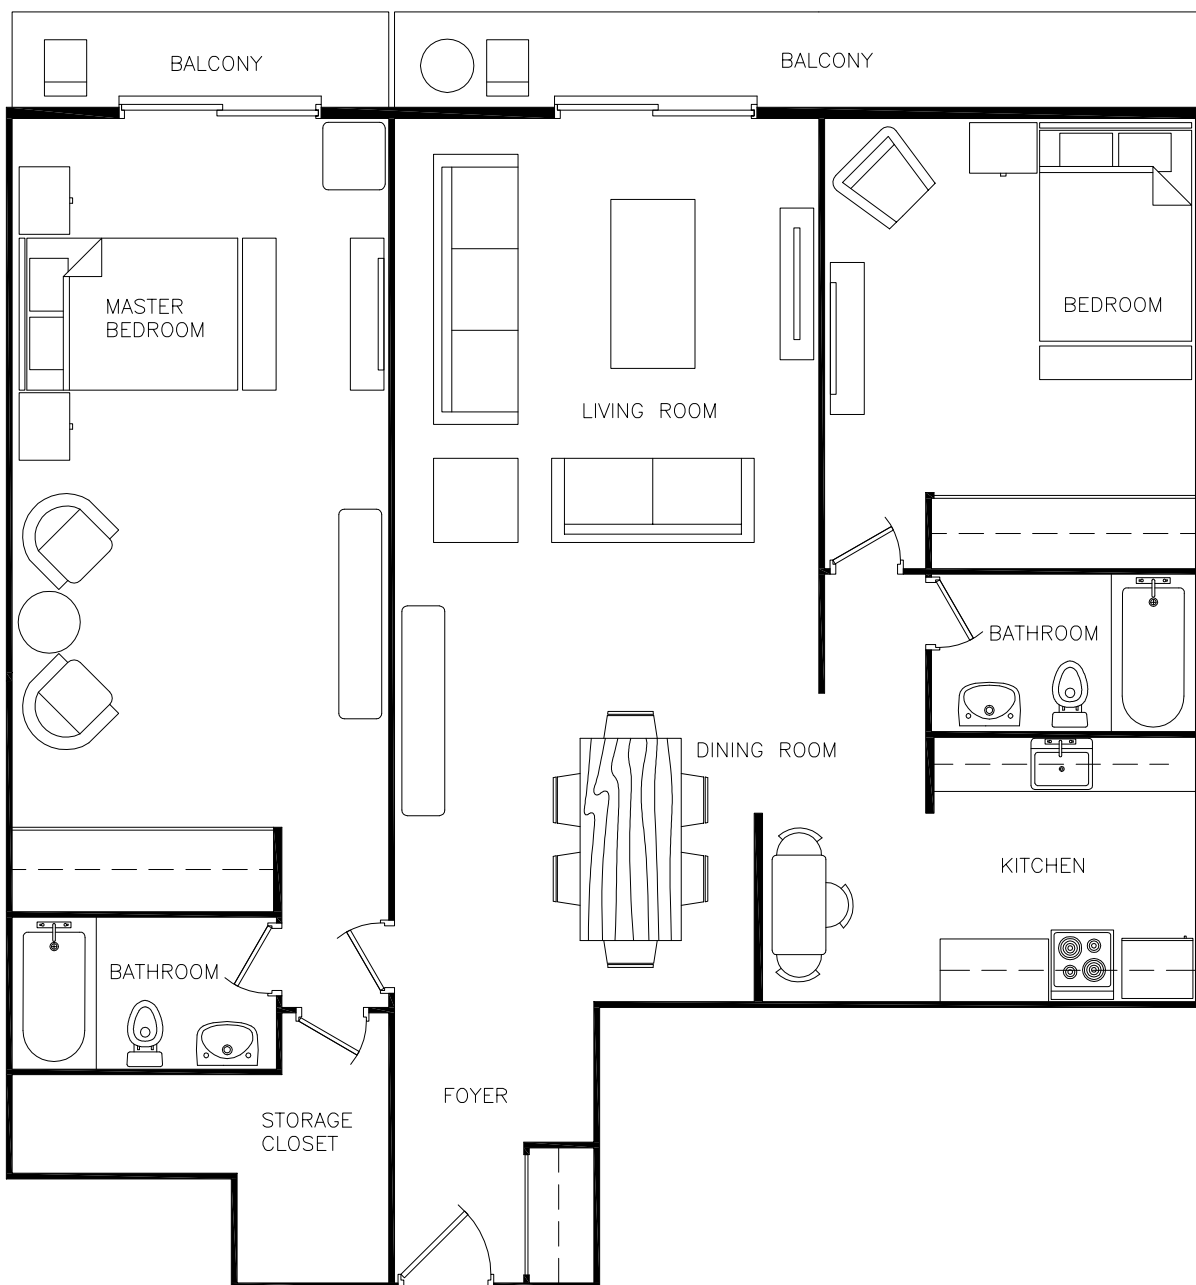 BALCONY
BALCONY
MASTER
BEDROOM
BEDROOM
LIVING ROOM
BATHROOM
DINING ROOM
KITCHEN
BATHROOM
FOYER
STORAGE
CLOSET